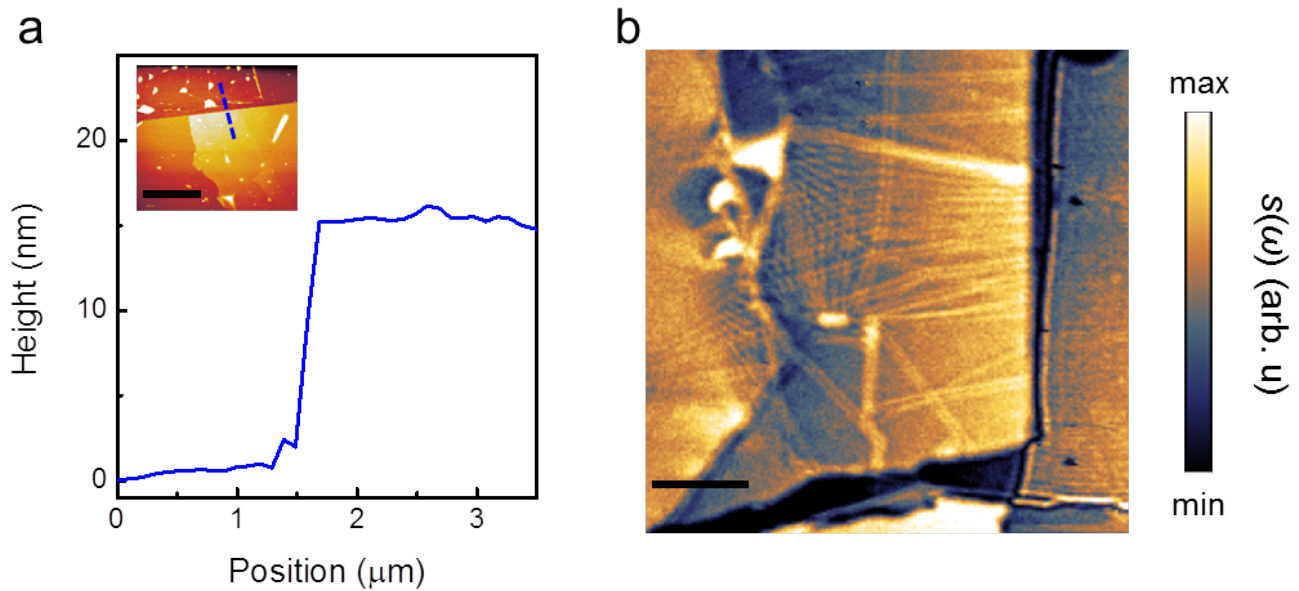 a
Height (nm)
20
10
0
0 1 2 3
Position (μm)
b
max
s(ω) (arb. u)
min